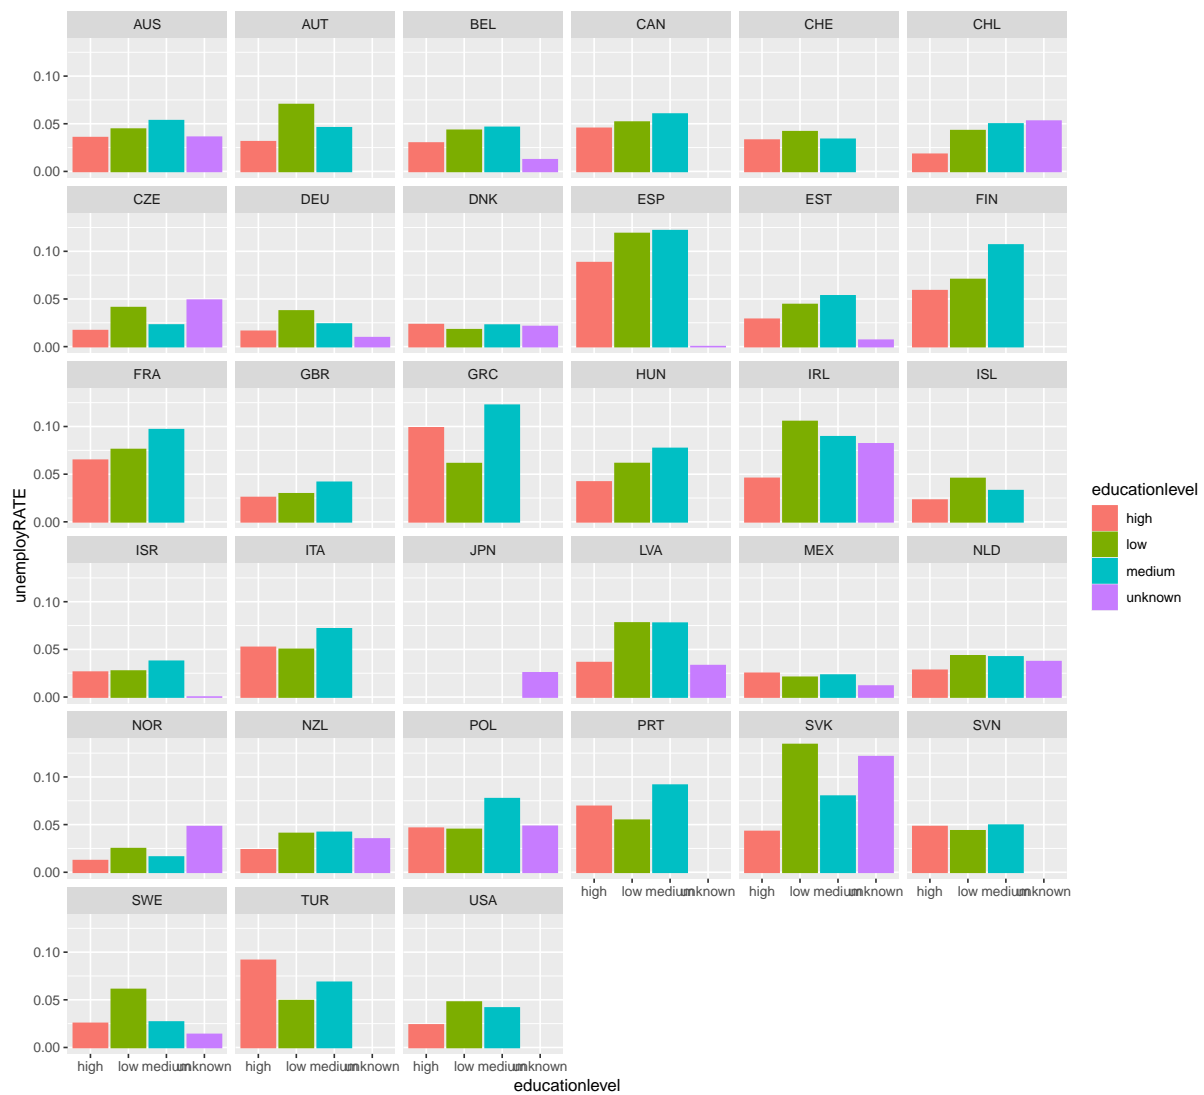 AUS AUT BEL CAN CHE CHL
0.10
0.05
0.00
CZE DEU DNK ESP EST FIN
0.10
0.05
0.00
FRA GBR GRC HUN IRL ISL
0.10
0.05
0.00
ISR ITA JPN LVA MEX NLD
0.10
0.05
0.00
NOR NZL POL PRT SVK SVN
0.10
0.05
0.00
high low medium unknown high low medium unknown high low medium unknown
SWE TUR USA
0.10
0.05
0.00
high low medium unknown high low medium unknown high low medium unknown
educationlevel
unemployRATE
educationlevel
high
low
medium
unknown